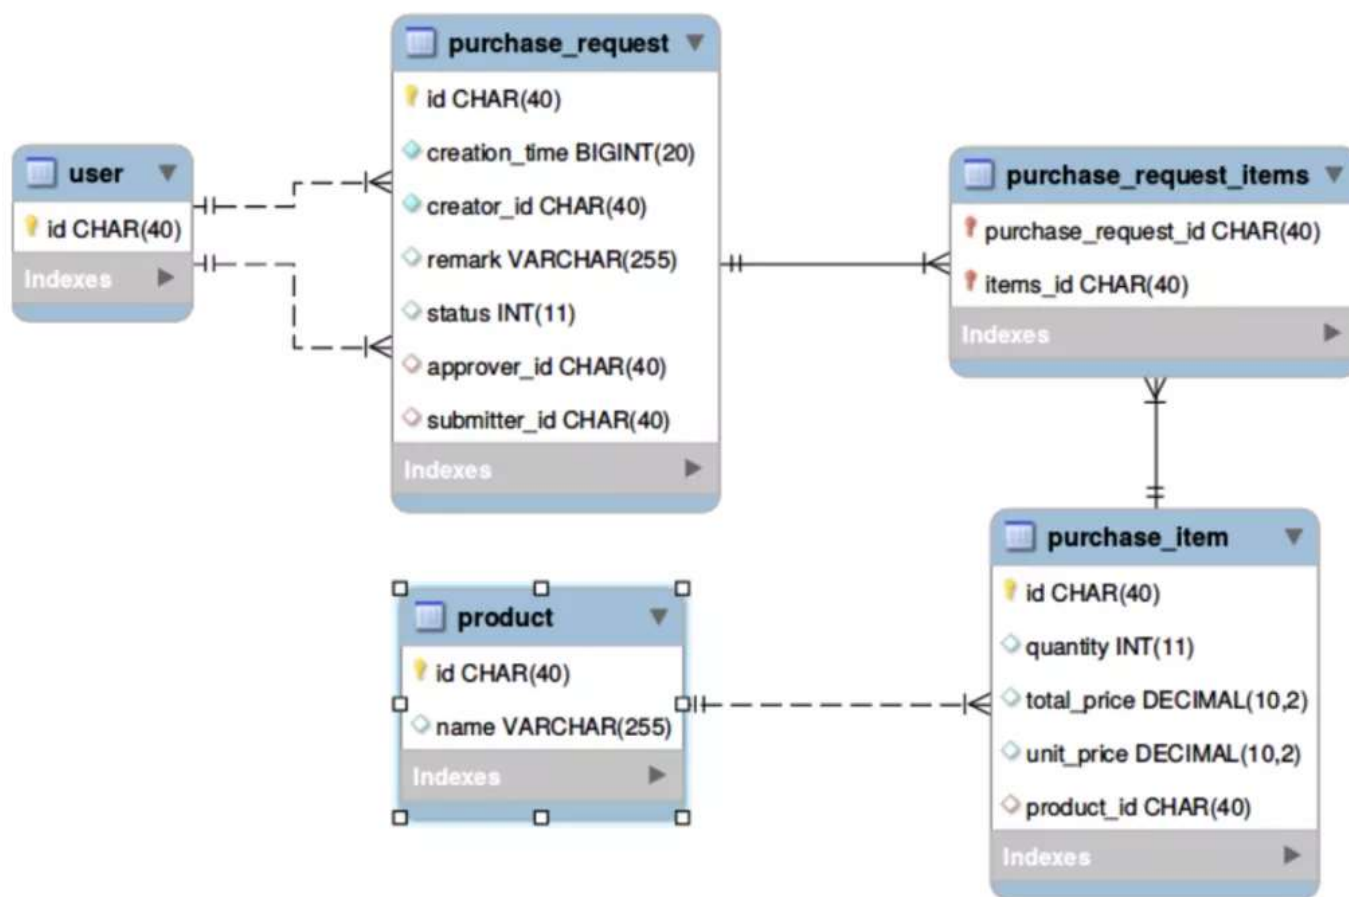 user
id CHAR(40)
Indexes
purchase_request
id CHAR(40)
creation_time BIGINT(20)
creator_id CHAR(40)
remark VARCHAR(255)
status INT(11)
approver_id CHAR(40)
submitter_id CHAR(40)
Indexes
purchase_request_items
purchase_request_id CHAR(40)
items_id CHAR(40)
Indexes
product
id CHAR(40)
name VARCHAR(255)
Indexes
purchase_item
id CHAR(40)
quantity INT(11)
total_price DECIMAL(10,2)
unit_price DECIMAL(10,2)
product_id CHAR(40)
Indexes